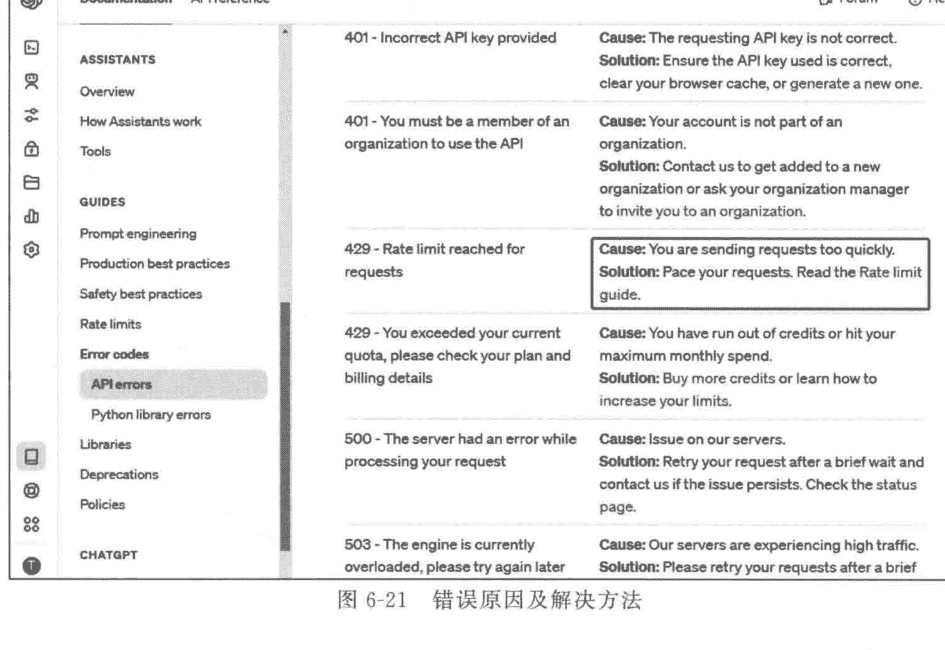 Documentation API Reference Forum
ASSISTANTS
Overview
How Assistants work
Tools
GUIDES
Prompt engineering
Production best practices
Safety best practices
Rate limits
Error codes
API errors
Python library errors
Libraries
Deprecations
Policies
CHATGPT
T
401 - Incorrect API key provided
Cause: The requesting API key is not correct.
Solution: Ensure the API key used is correct,
clear your browser cache, or generate a new one.
401 - You must be a member of an
organization to use the API
Cause: Your account is not part of an
organization.
Solution: Contact us to get added to a new
organization or ask your organization manager
to invite you to an organization.
429 - Rate limit reached for
requests
Cause: You are sending requests too quickly.
Solution: Pace your requests. Read the Rate limit
guide.
429 - You exceeded your current
quota, please check your plan and
billing details
Cause: You have run out of credits or hit your
maximum monthly spend.
Solution: Buy more credits or learn how to
increase your limits.
500 - The server had an error while
processing your request
Cause: Issue on our servers.
Solution: Retry your request after a brief wait and
contact us if the issue persists. Check the status
page.
503 - The engine is currently
overloaded, please try again later
Cause: Our servers are experiencing high traffic.
Solution: Please retry your requests after a brief
图 6-21 错误原因及解决方法